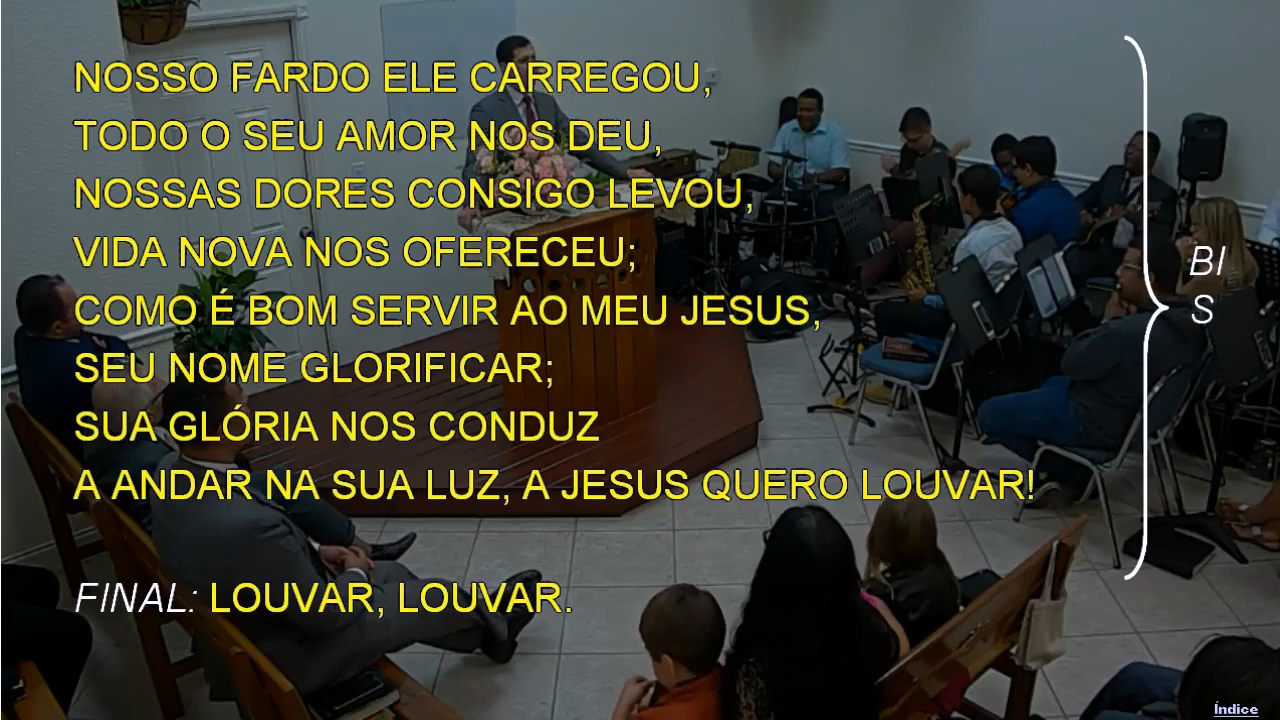 NOSSO FARDO ELE CARREGOU,
TODO O SEU AMOR NOS DEU,
NOSSAS DORES CONSIGO LEVOU,
VIDA NOVA NOS OFERECEU;
COMO É BOM SERVIR AO MEU JESUS,
SEU NOME GLORIFICAR;
SUA GLÓRIA NOS CONDUZ
A ANDAR NA SUA LUZ, A JESUS QUERO LOUVAR!
BI
S
FINAL: LOUVAR, LOUVAR.
Índice